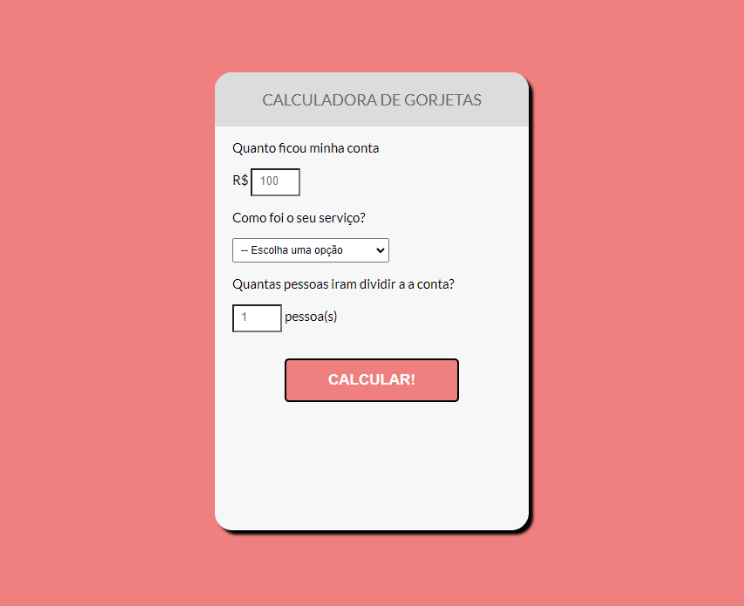 CALCULADORA DE GORJETAS
Quanto ficou minha conta
R$ 100
Como foi o seu serviço?
-- Escolha uma opção
Quantas pessoas iram dividir a a conta?
1 pessoa(s)
CALCULAR!